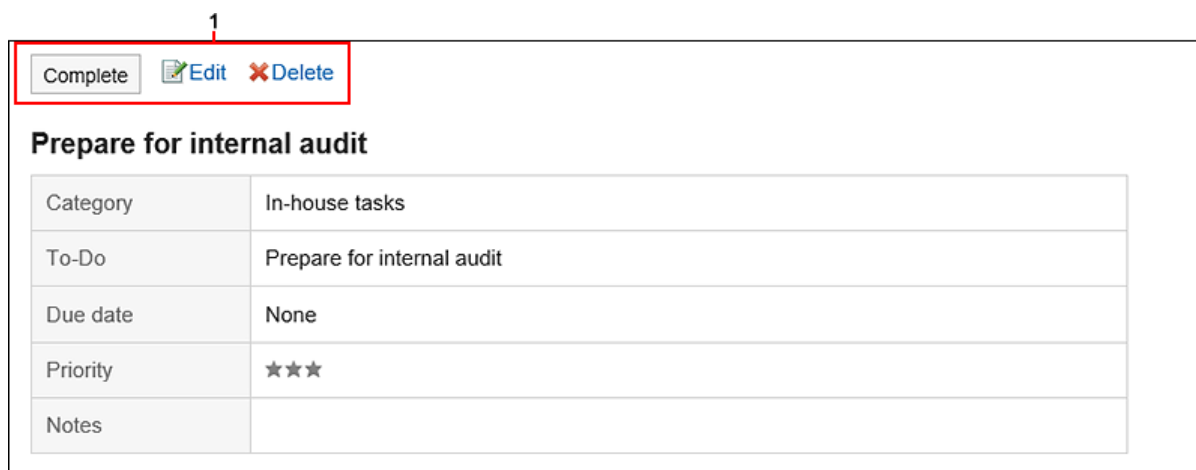 1
Complete Edit Delete
Prepare for internal audit
Category In-house tasks
To-Do Prepare for internal audit
Due date None
Priority ★★★
Notes